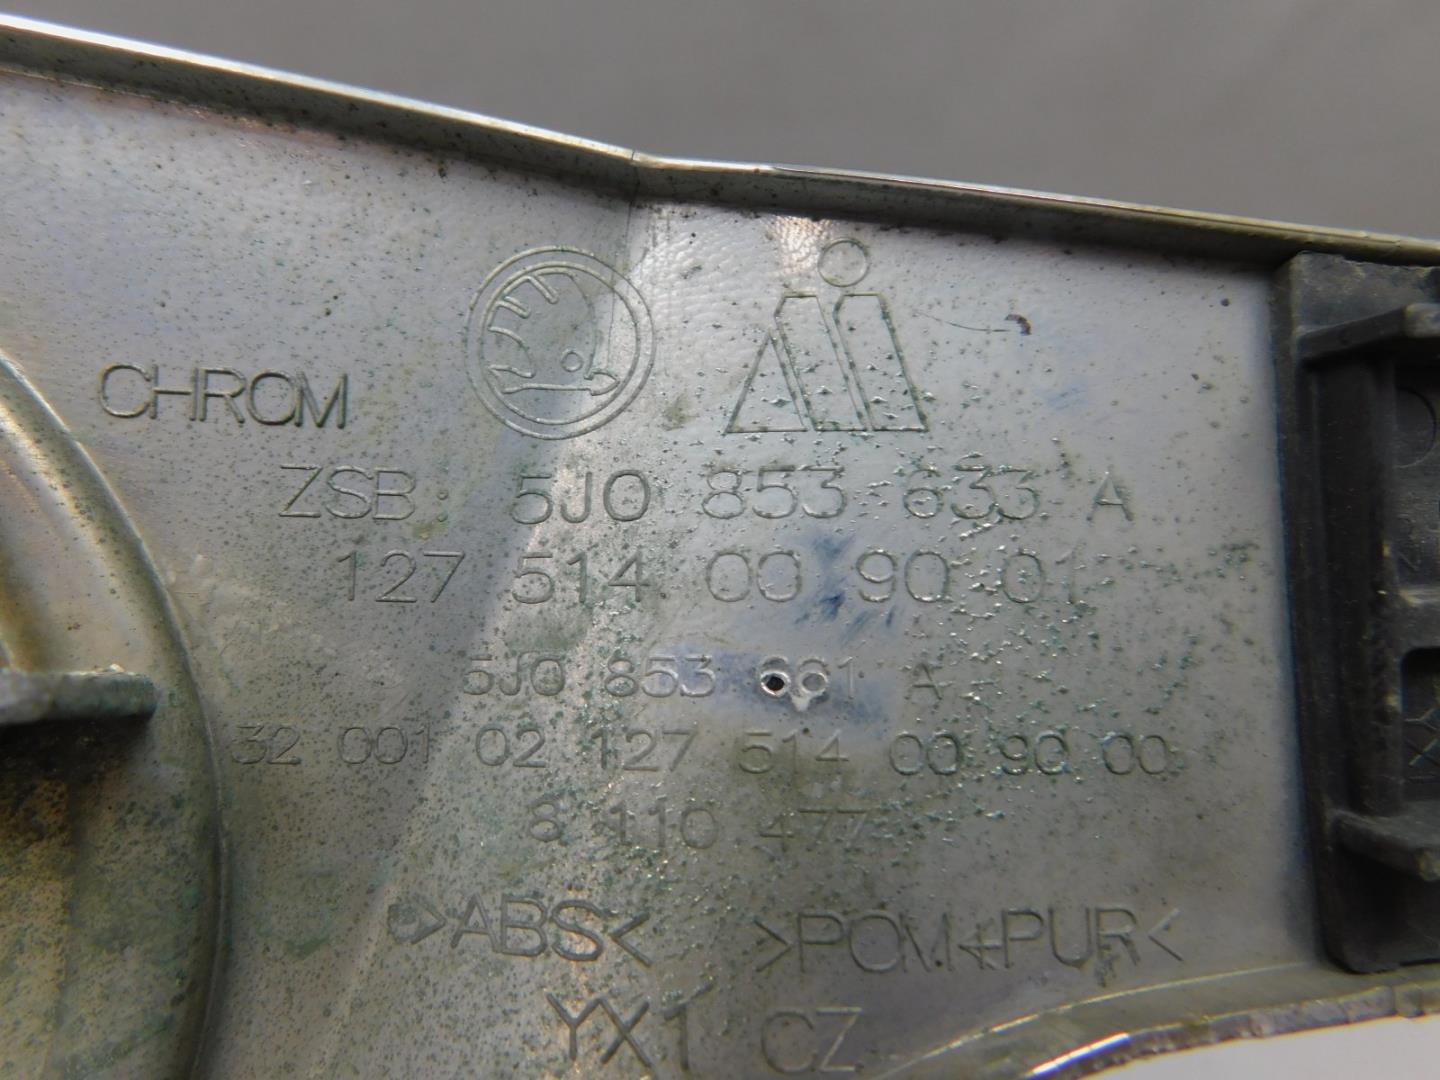 CHROM
ZSB: 5J0 853 633 A
127 514 00 90 01
5J0 853 661 A
32 001 02 127 514 00 90 00
8 110 477
>ABS< >POM+PUR<
YX1 CZ